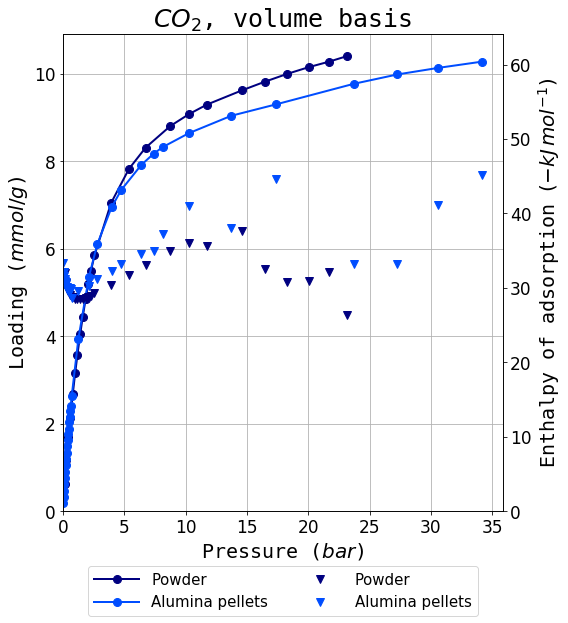 CO₂, volume basis
Loading (mmol/g)
10
8
6
4
2
0
60
50
40
30
20
10
0
Enthalpy of adsorption (−kJ mol⁻¹)
0 5 10 15 20 25 30 35
Pressure (bar)
Powder Powder
Alumina pellets Alumina pellets